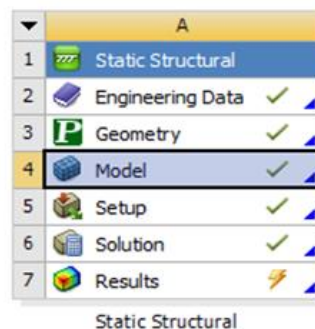 A
1 Static Structural
2 Engineering Data
3 P Geometry
4 Model
5 Setup
6 Solution
7 Results
Static Structural